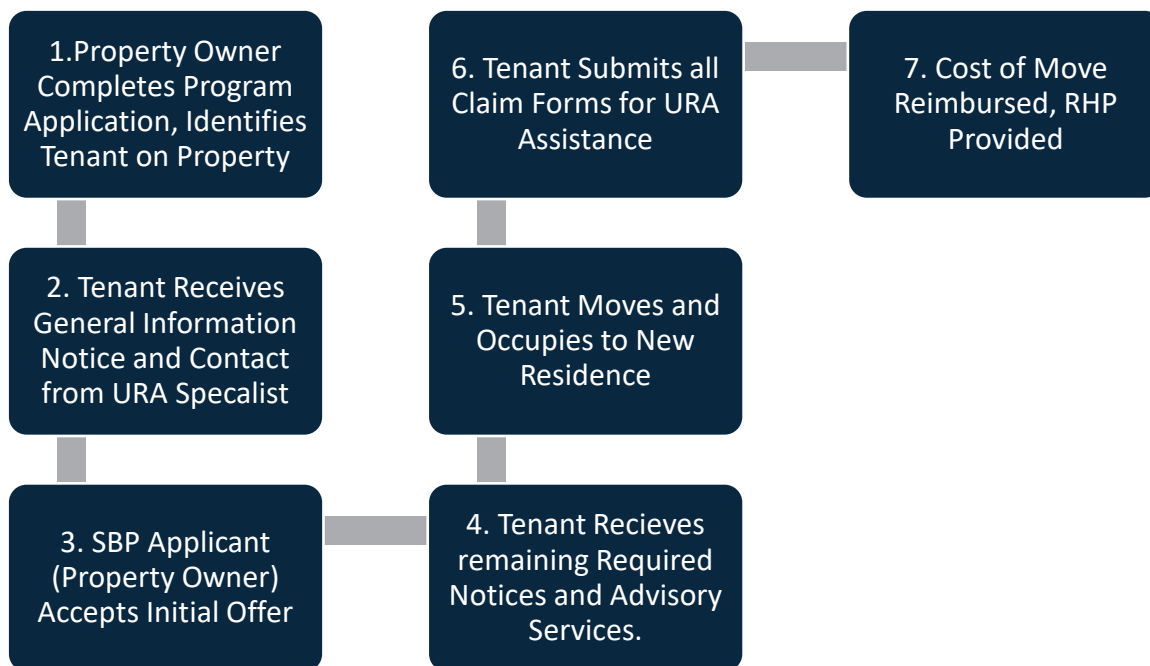 1.Property Owner
Completes Program
Application, Identifies
Tenant on Property
2. Tenant Receives
General Information
Notice and Contact
from URA Specalist
3. SBP Applicant
(Property Owner)
Accepts Initial Offer
4. Tenant Recieves
remaining Required
Notices and Advisory
Services.
5. Tenant Moves and
Occupies to New
Residence
6. Tenant Submits all
Claim Forms for URA
Assistance
7. Cost of Move
Reimbursed, RHP
Provided